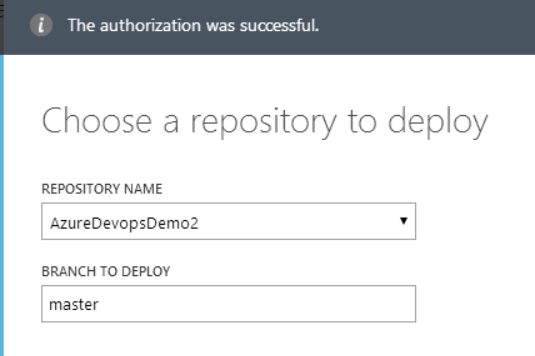 The authorization was successful.
Choose a repository to deploy
REPOSITORY NAME
AzureDevopsDemo2
BRANCH TO DEPLOY
master